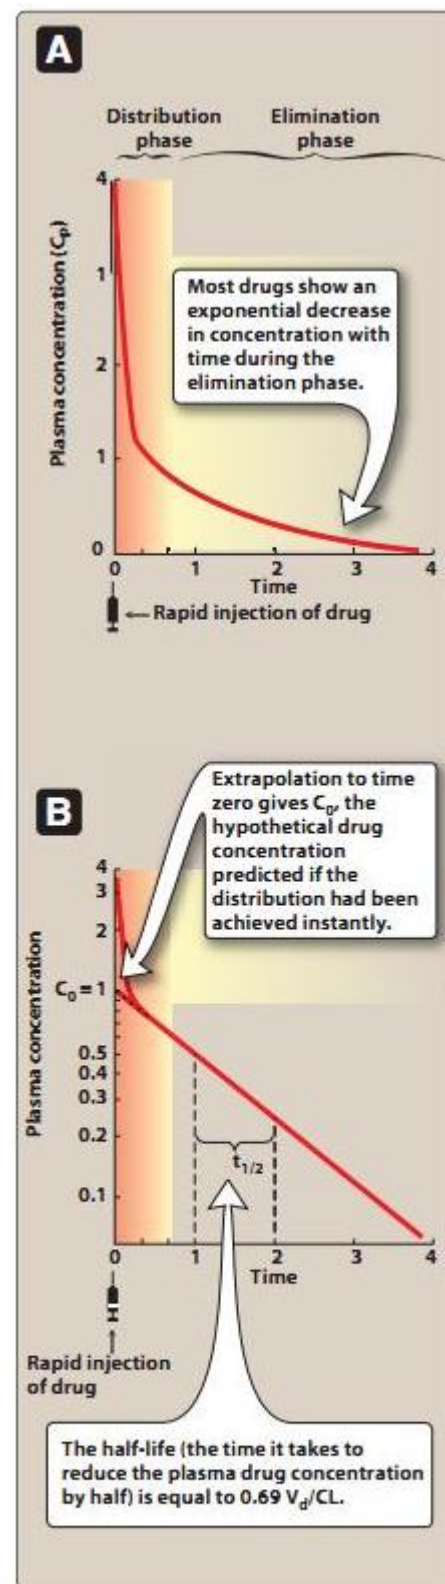 A
Distribution phase
Elimination phase
Plasma concentration (Cp)
4
1
2
1
0
Most drugs show an
exponential decrease
in concentration with
time during the
elimination phase.
0 1 2 3 4
Time
Rapid injection of drug
B
Extrapolation to time
zero gives C0, the
hypothetical drug
concentration
predicted if the
distribution had been
achieved instantly.
Plasma concentration
4
3
2
C0 = 1
0.5
0.4
0.3
0.2
0.1
t1/2
0 1 2 3 4
Time
Rapid injection
of drug
The half-life (the time it takes to
reduce the plasma drug concentration
by half) is equal to 0.69 Vd/CL.